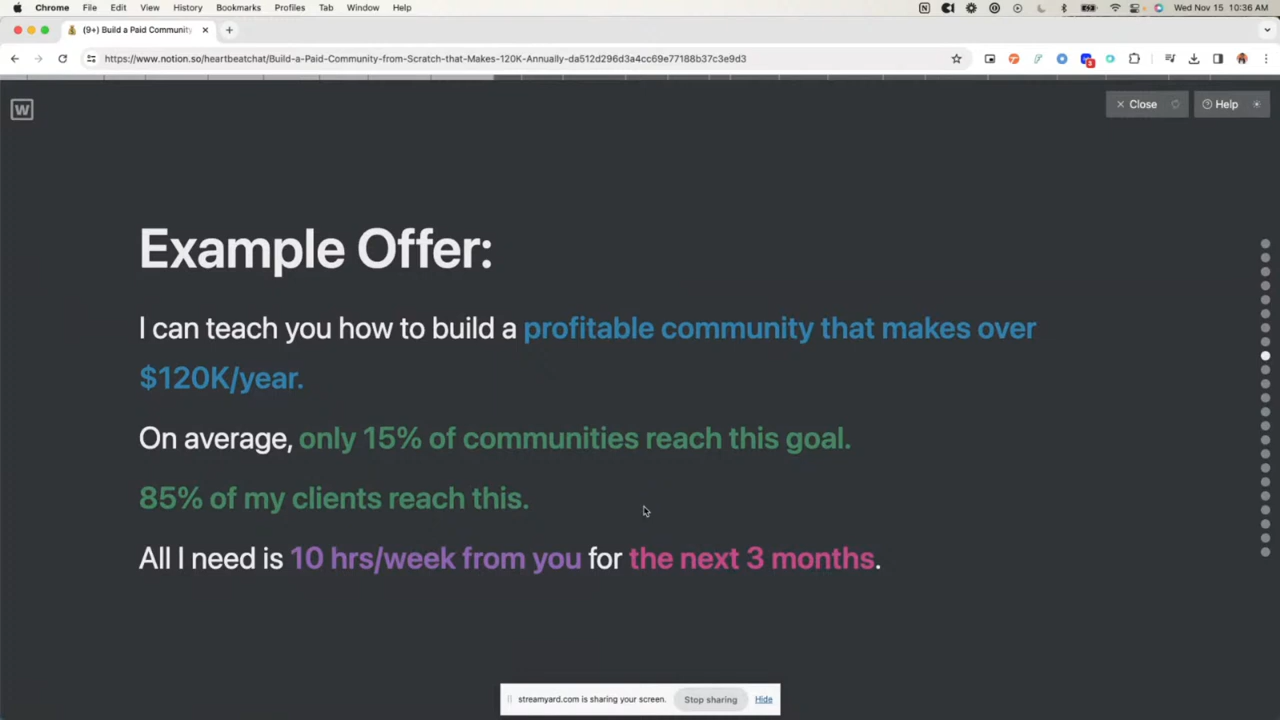 Chrome File Edit View History Bookmarks Profiles Tab Window Help Wed Nov 15 10:36 AM
(9+) Build a Paid Community
https://www.notion.so/heartbeatchat/Build-a-Paid-Community-from-Scratch-that-Makes-120K-Annually-da512d296d3a4cc69e77188b37c3e9d3
W
Close Help
Example Offer:
I can teach you how to build a profitable community that makes over
$120K/year.
On average, only 15% of communities reach this goal.
85% of my clients reach this.
All I need is 10 hrs/week from you for the next 3 months.
streamyard.com is sharing your screen. Stop sharing Hide